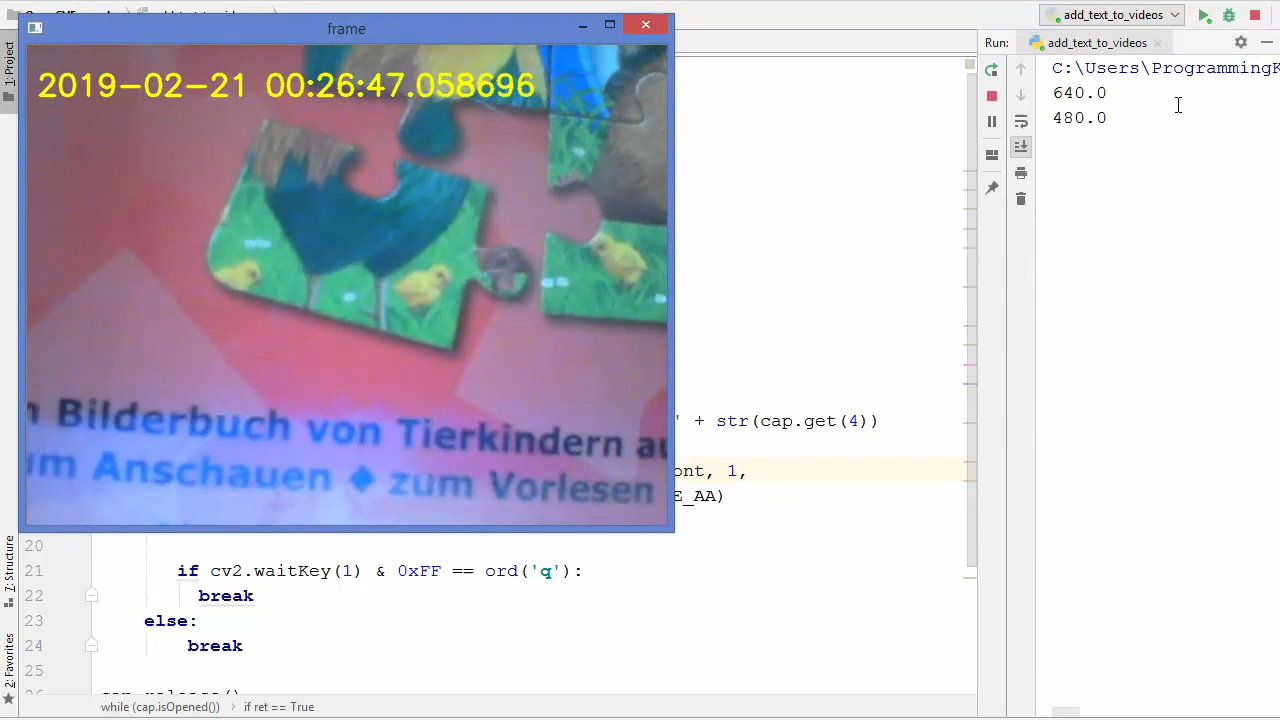 add_text_to_videos
frame
Run: add_text_to_videos
1: Project
2019-02-21 00:26:47.058696
C:\Users\ProgrammingK
640.0
480.0
Bilderbuch von Tierkindern
Anschauen ◆ zum Vorlesen
' + str(cap.get(4))
ont, 1,
E_AA)
20
21 if cv2.waitKey(1) & 0xFF == ord('q'):
22 break
23 else:
24 break
25
7: Structure
2: Favorites
while (cap.isOpened()) › if ret == True